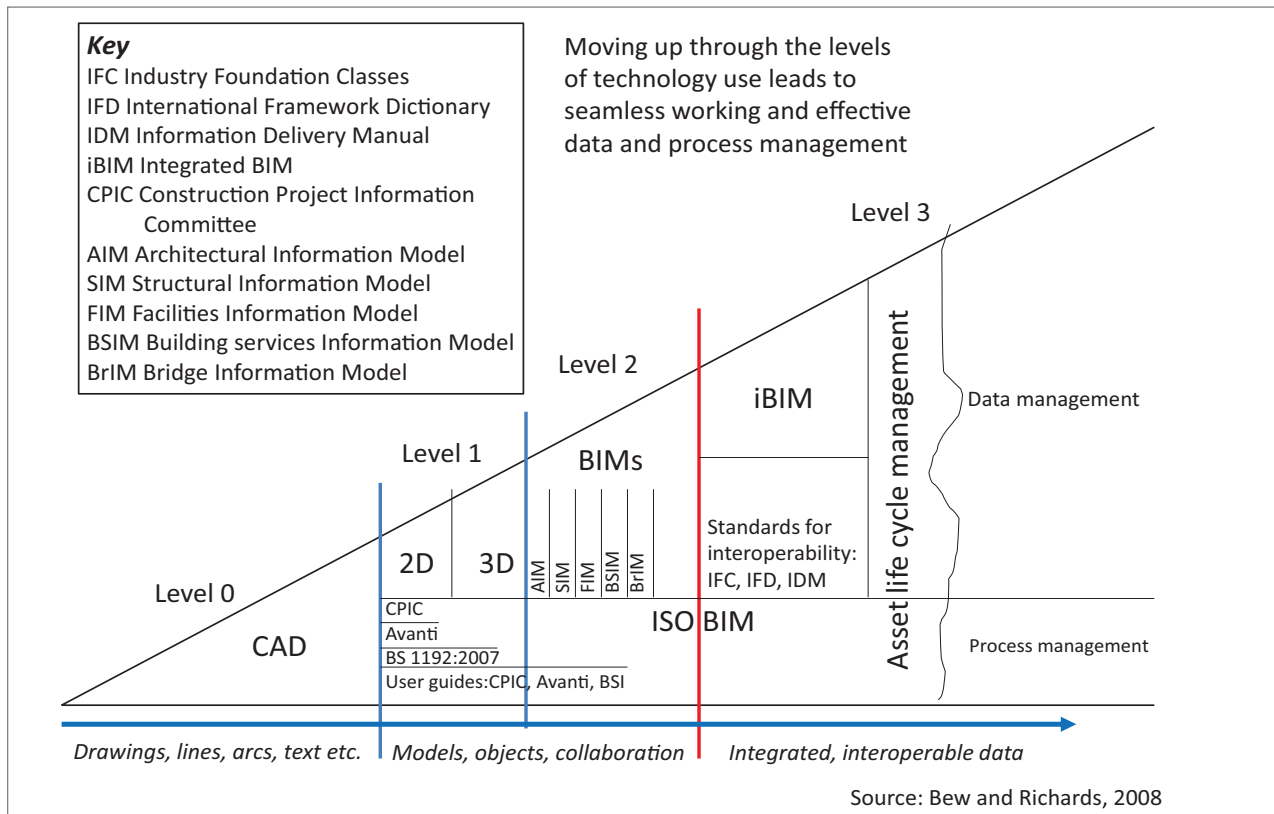 Key
IFC Industry Foundation Classes
IFD International Framework Dictionary
IDM Information Delivery Manual
iBIM Integrated BIM
CPIC Construction Project Information
Committee
AIM Architectural Information Model
SIM Structural Information Model
FIM Facilities Information Model
BSIM Building services Information Model
BrIM Bridge Information Model
Moving up through the levels
of technology use leads to
seamless working and effective
data and process management
Level 3
Level 2
Level 1
Level 0
iBIM
BIMs
2D
3D
AIM
SIM
FIM
BSIM
BrIM
Standards for
interoperability:
IFC, IFD, IDM
Asset life cycle management
Data management
Process management
CAD
CPIC
Avanti
BS 1192:2007
User guides:CPIC, Avanti, BSI
ISO BIM
Drawings, lines, arcs, text etc.
Models, objects, collaboration
Integrated, interoperable data
Source: Bew and Richards, 2008